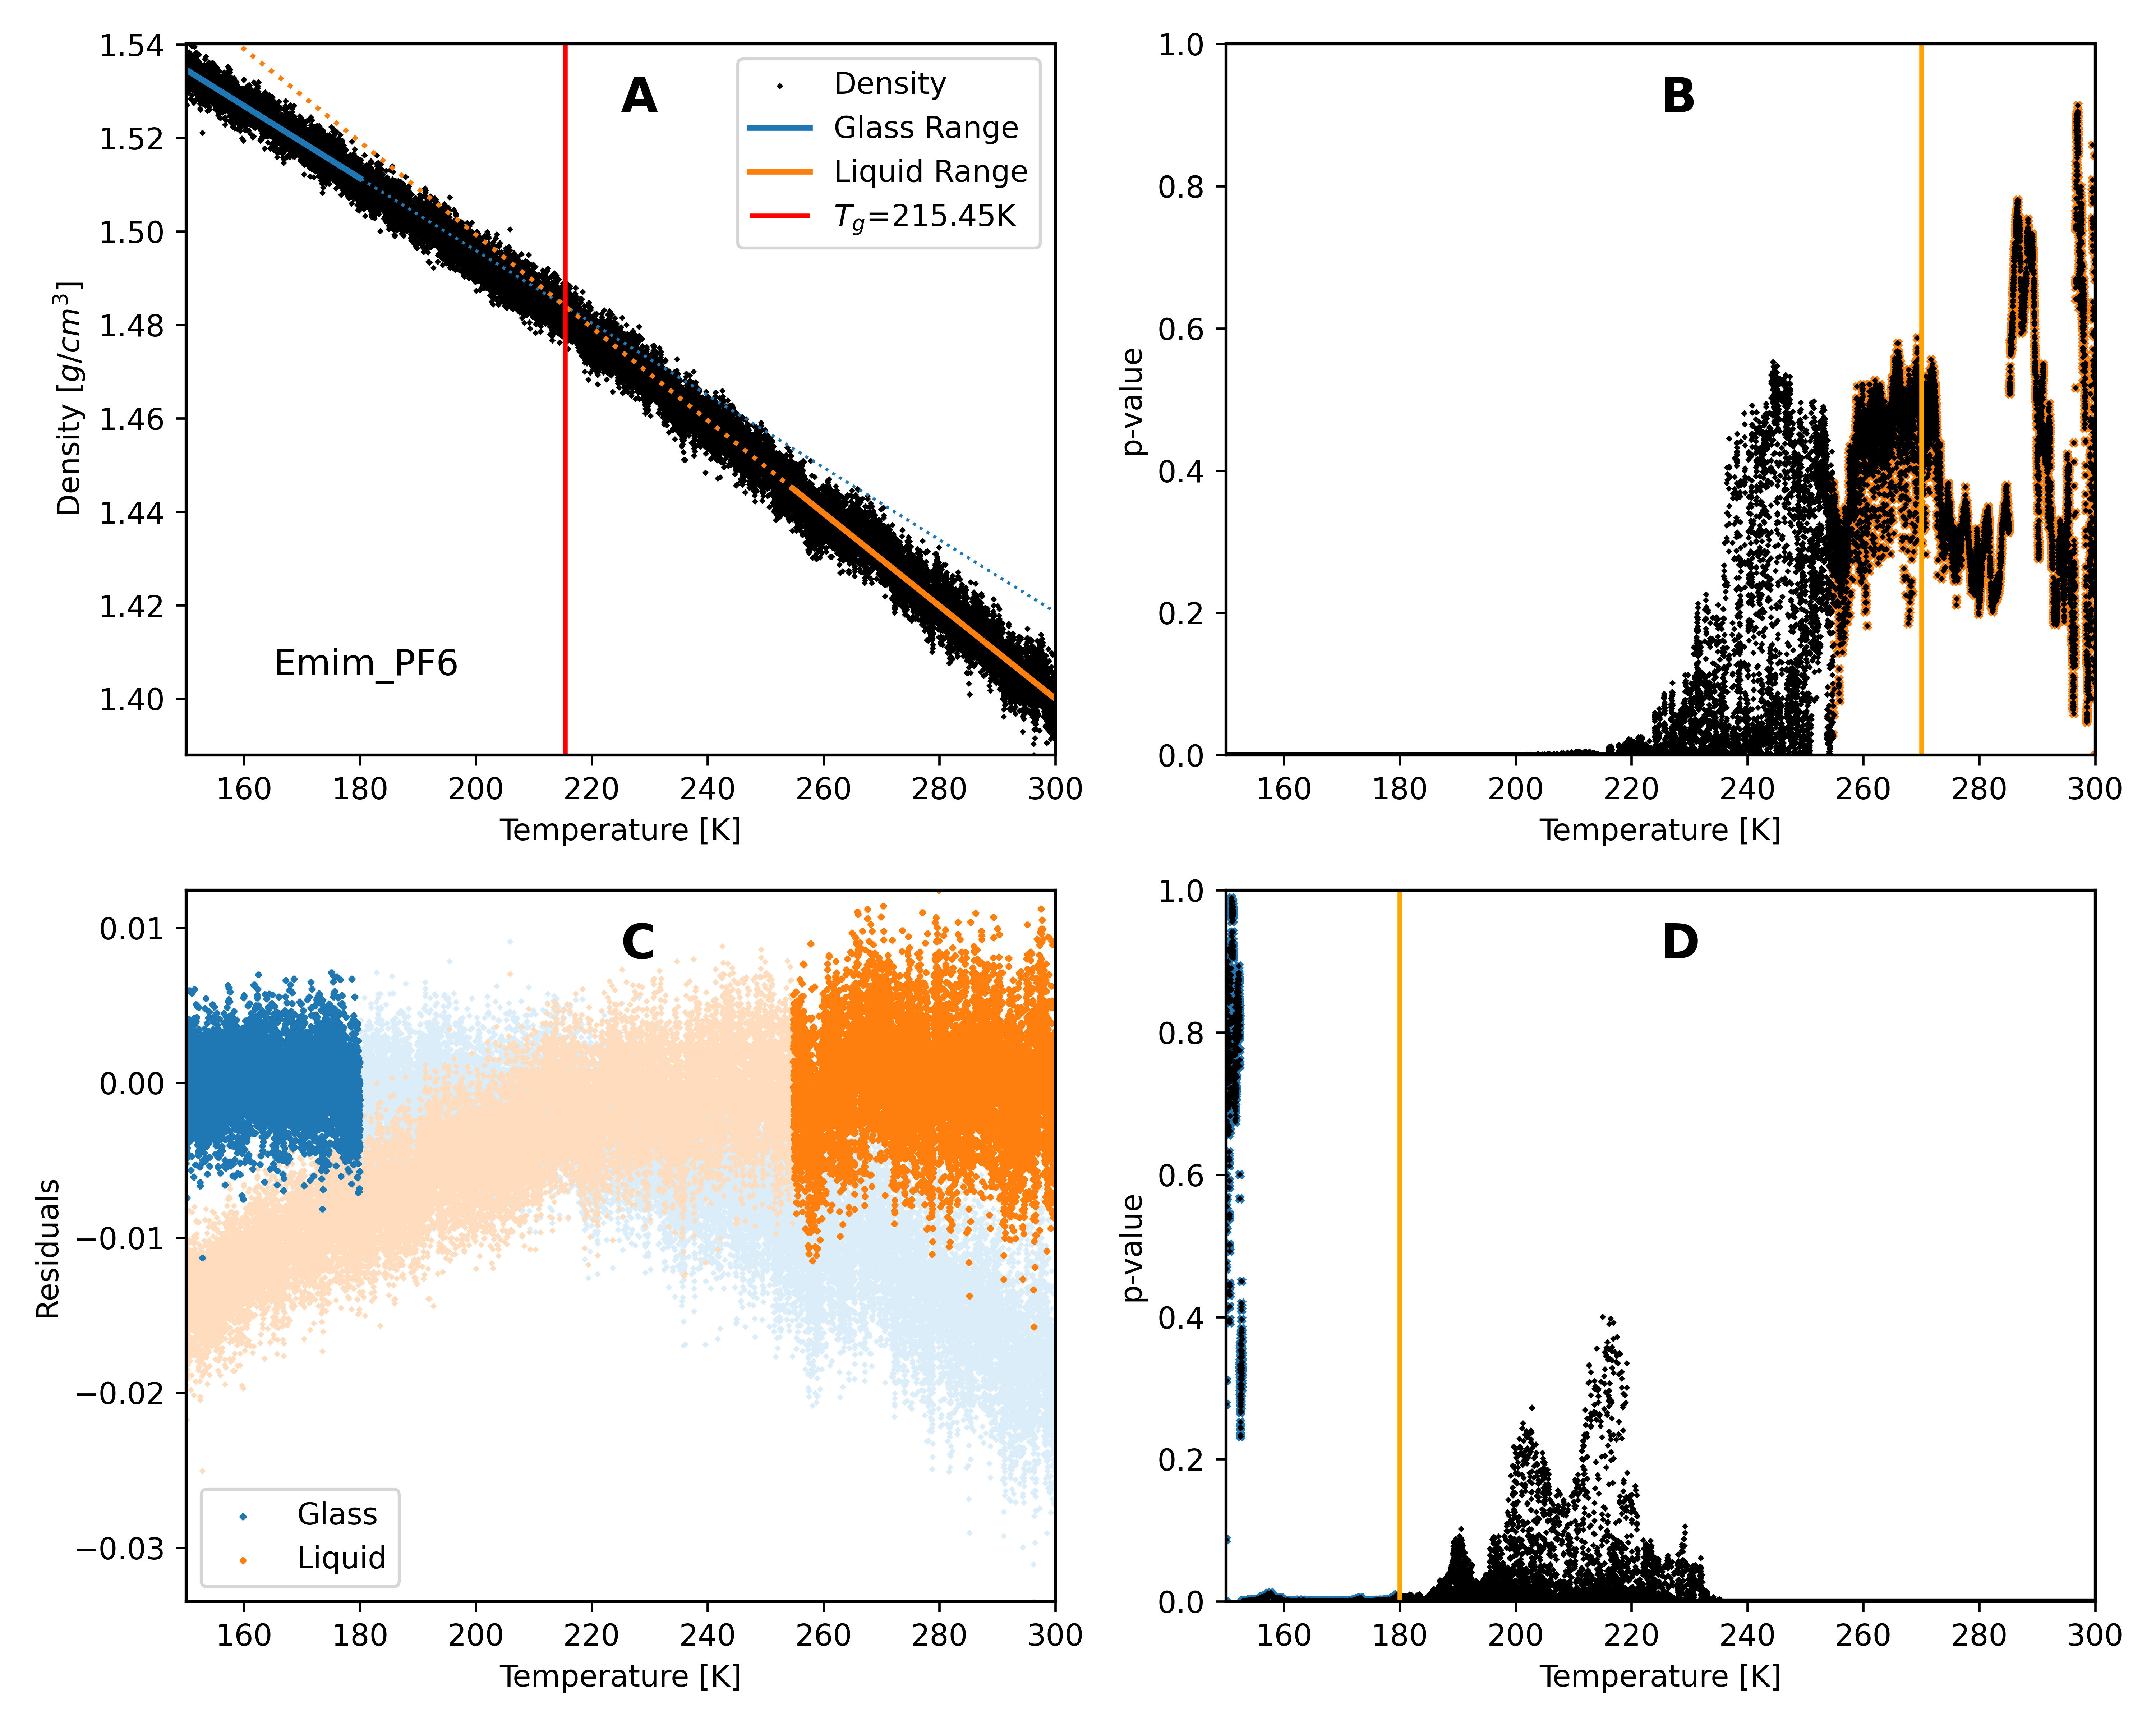 A
Density
Glass Range
Liquid Range
T_g=215.45K
Emim_PF6
Density [g/cm^3]
1.54
1.52
1.50
1.48
1.46
1.44
1.42
1.40
160 180 200 220 240 260 280 300
Temperature [K]
B
p-value
1.0
0.8
0.6
0.4
0.2
0.0
160 180 200 220 240 260 280 300
Temperature [K]
C
Residuals
0.01
0.00
−0.01
−0.02
−0.03
Glass
Liquid
160 180 200 220 240 260 280 300
Temperature [K]
D
p-value
1.0
0.8
0.6
0.4
0.2
0.0
160 180 200 220 240 260 280 300
Temperature [K]